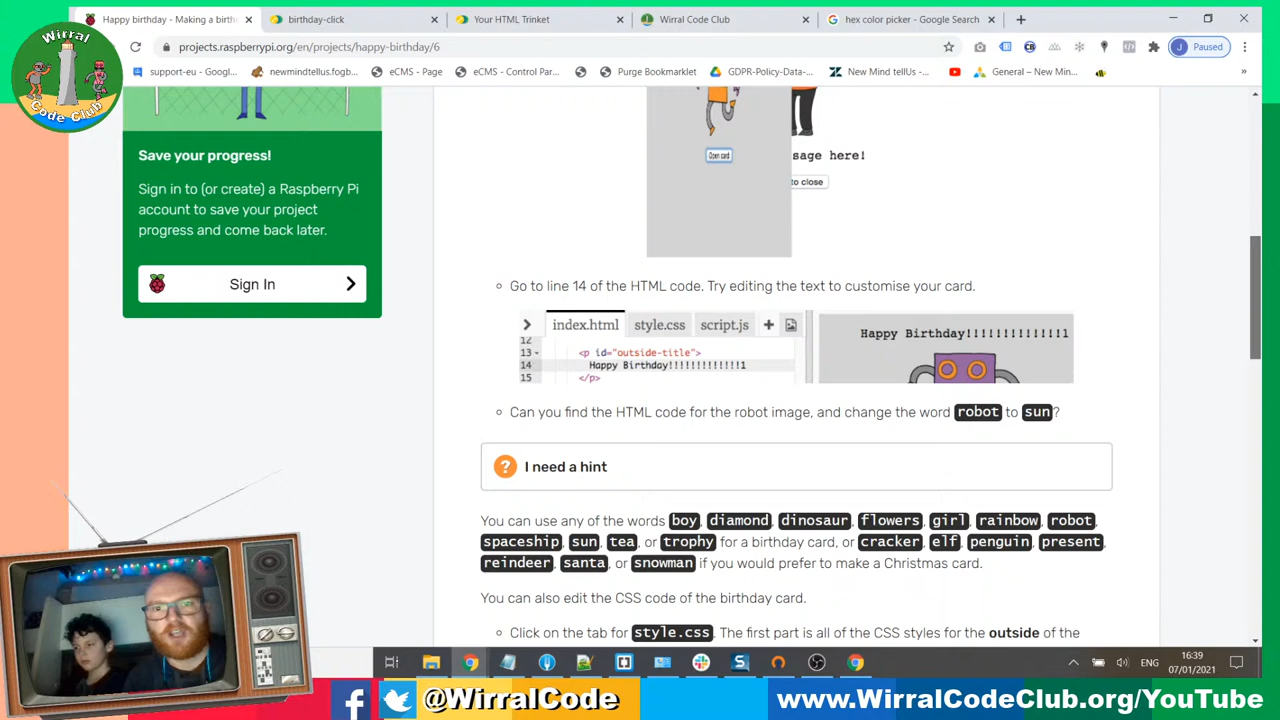 Happy birthday - Making a birth
birthday-click
Your HTML Trinket
Wirral Code Club
hex color picker - Google Search
projects.raspberrypi.org/en/projects/happy-birthday/6
J Paused
support-eu - Googl...
newmindtellus.fogb...
eCMS - Page
eCMS - Control Par...
Purge Bookmarklet
GDPR-Policy-Data-...
New Mind tellUs -...
General – New Min...
Wirral
Code Club
Save your progress!
Sign in to (or create) a Raspberry Pi
account to save your project
progress and come back later.
Sign In
Open card
sage here!
to close
Go to line 14 of the HTML code. Try editing the text to customise your card.
index.html style.css script.js
12
13 <p id="outside-title">
14 Happy Birthday!!!!!!!!!!!!!1
15 </p>
Happy Birthday!!!!!!!!!!!!!1
Can you find the HTML code for the robot image, and change the word robot to sun?
? I need a hint
You can use any of the words boy, diamond, dinosaur, flowers, girl, rainbow, robot,
spaceship, sun, tea, or trophy for a birthday card, or cracker, elf, penguin, present,
reindeer, santa, or snowman if you would prefer to make a Christmas card.
You can also edit the CSS code of the birthday card.
Click on the tab for style.css. The first part is all of the CSS styles for the outside of the
ENG
16:39
07/01/2021
@WirralCode
www.WirralCodeClub.org/YouTube